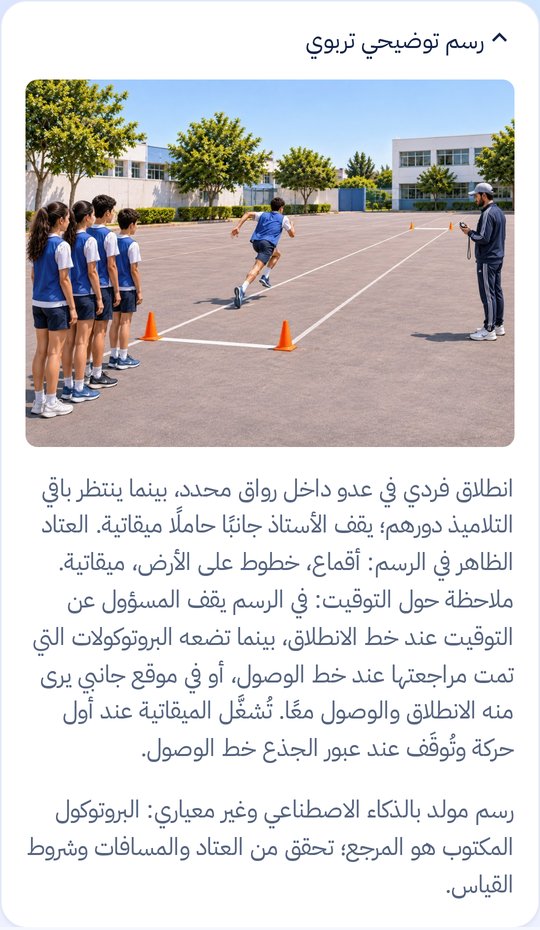 رسم توضيحي تربوي
انطلاق فردي في عدو داخل رواق محدد، بينما ينتظر باقي
التلاميذ دورهم؛ يقف الأستاذ جانبًا حاملًا ميقاتية. العتاد
الظاهر في الرسم: أقماع، خطوط على الأرض، ميقاتية.
ملاحظة حول التوقيت: في الرسم يقف المسؤول عن
التوقيت عند خط الانطلاق، بينما تضعه البروتوكولات التي
تمت مراجعتها عند خط الوصول، أو في موقع جانبي يرى
منه الانطلاق والوصول معًا. تُشغَّل الميقاتية عند أول
حركة وتُوقَف عند عبور الجذع خط الوصول.
رسم مولد بالذكاء الاصطناعي وغير معياري: البروتوكول
المكتوب هو المرجع؛ تحقق من العتاد والمسافات وشروط
القياس.